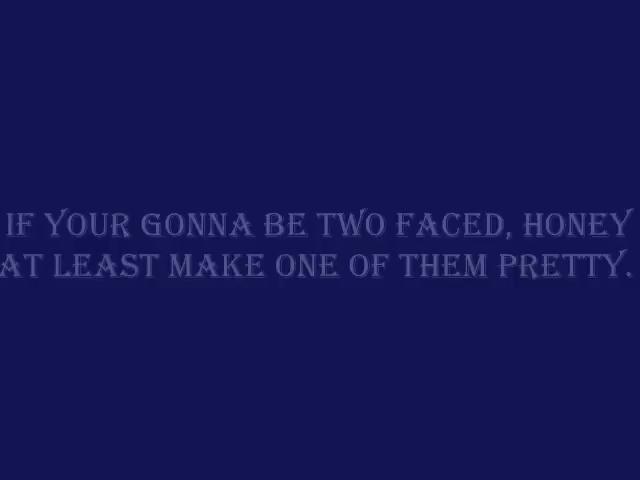 IF YOUR GONNA BE TWO FACED, HONEY
AT LEAST MAKE ONE OF THEM PRETTY.